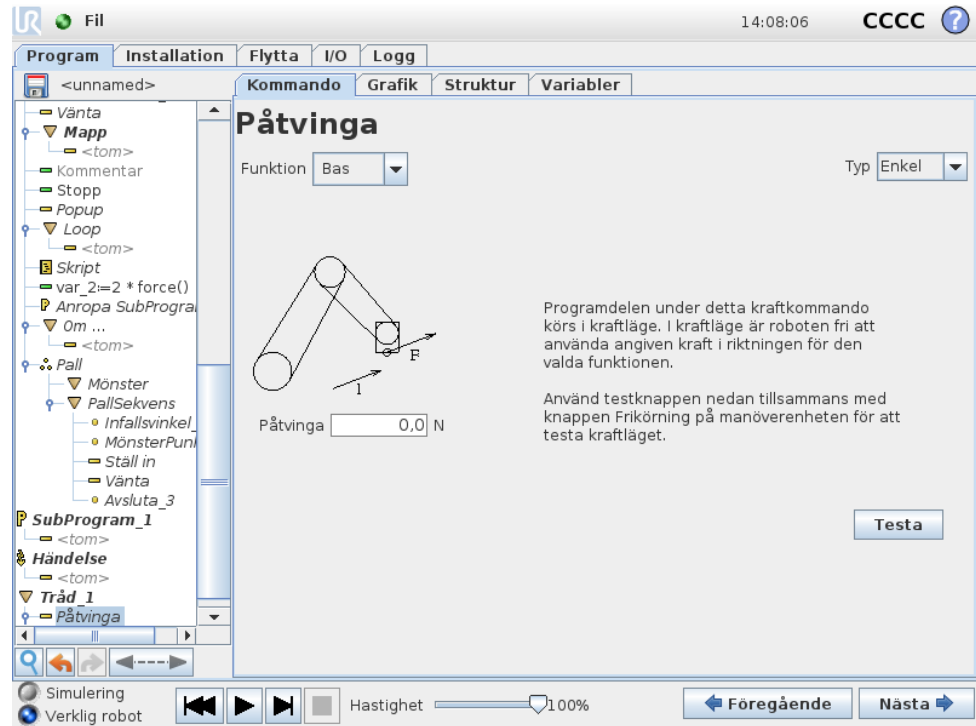 UR Fil 14:08:06 CCCC ?
Program Installation Flytta I/O Logg
<unnamed>
Kommando Grafik Struktur Variabler
Vänta
Mapp
<tom>
Kommentar
Stopp
Popup
Loop
<tom>
Skript
var_2:=2 * force()
Anropa SubProgra
Om ...
<tom>
Pall
Mönster
PallSekvens
Infallsvinkel_
MönsterPunk
Ställ in
Vänta
Avsluta_3
P SubProgram_1
<tom>
Händelse
<tom>
Tråd_1
Påtvinga
Påtvinga
Funktion Bas
Typ Enkel
F
1
Påtvinga 0,0 N
Programdelen under detta kraftkommando
körs i kraftläge. I kraftläge är roboten fri att
använda angiven kraft i riktningen för den
valda funktionen.
Använd testknappen nedan tillsammans med
knappen Frikörning på manöverenheten för att
testa kraftläget.
Testa
Simulering
Verklig robot
Hastighet 100%
Föregående Nästa